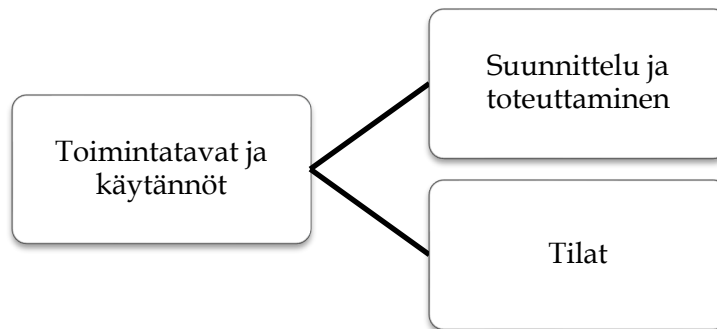 Toimintatavat ja
käytännöt
Suunnittelu ja
toteuttaminen
Tilat